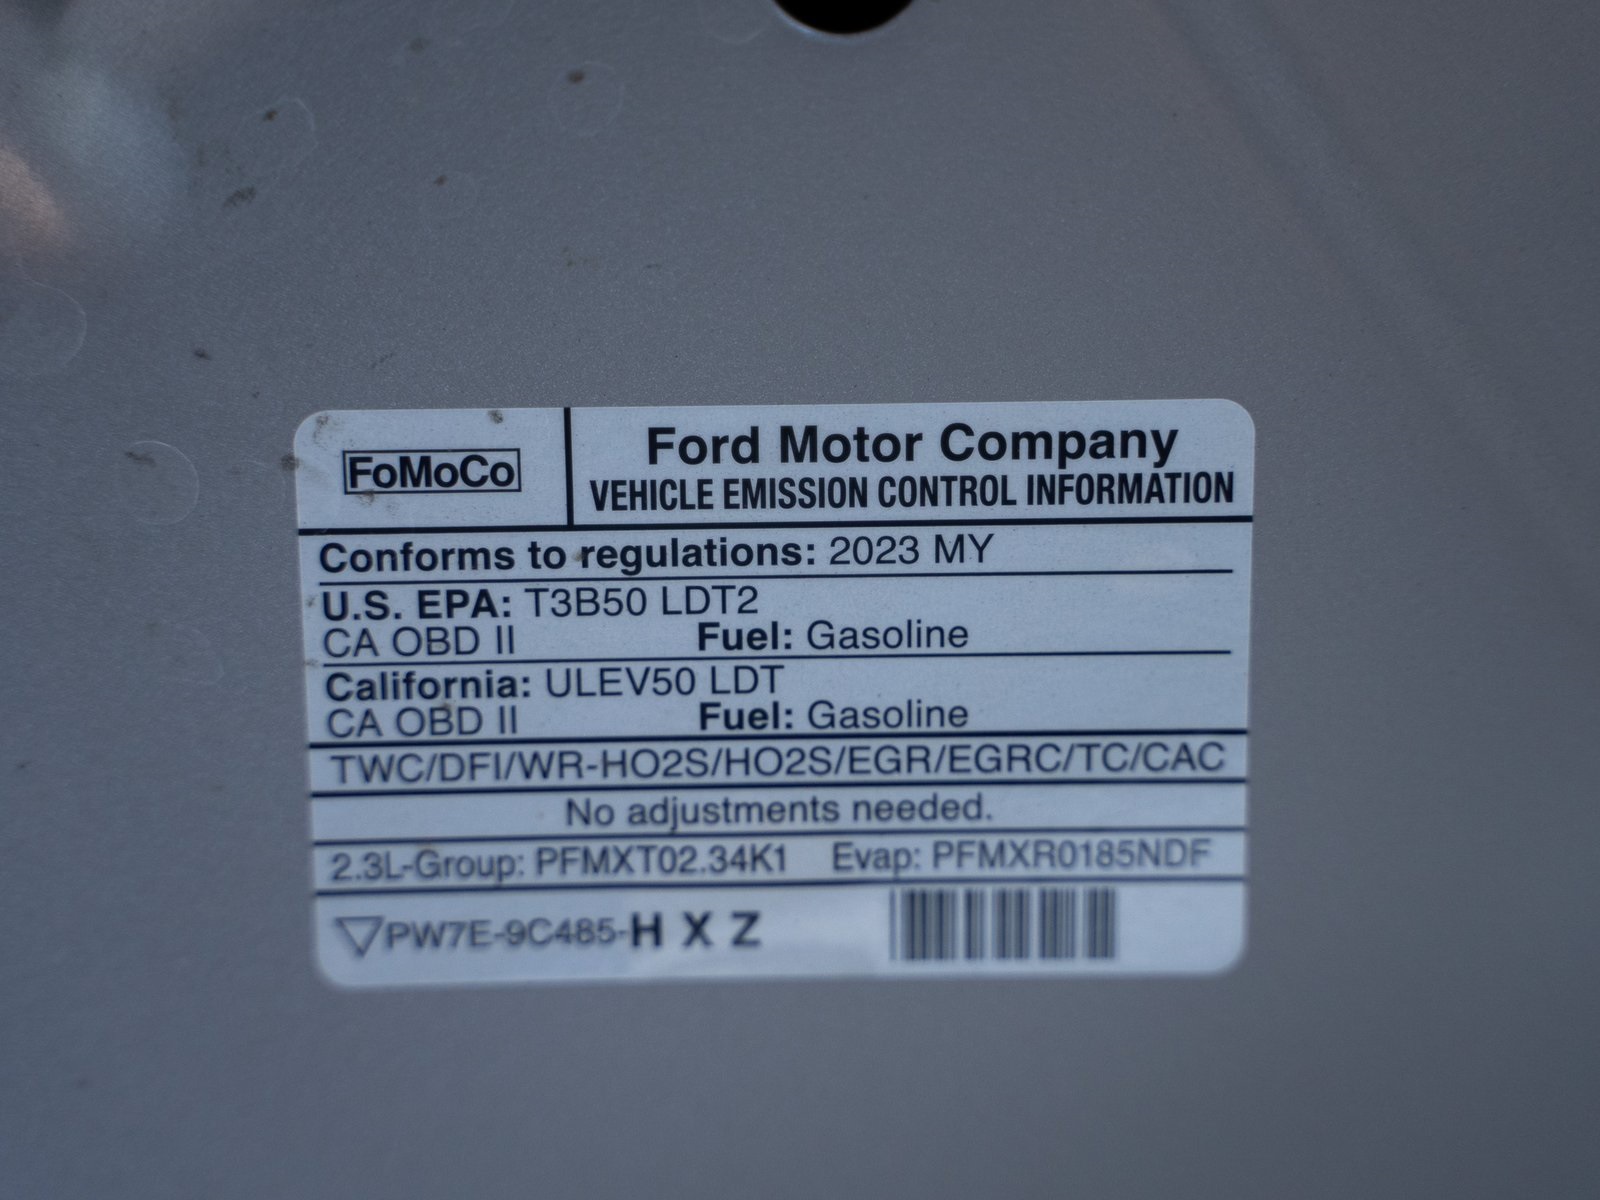 FoMoCo
Ford Motor Company
VEHICLE EMISSION CONTROL INFORMATION
Conforms to regulations: 2023 MY
U.S. EPA: T3B50 LDT2
CA OBD II Fuel: Gasoline
California: ULEV50 LDT
CA OBD II Fuel: Gasoline
TWC/DFI/WR-HO2S/HO2S/EGR/EGRC/TC/CAC
No adjustments needed.
2.3L-Group: PFMXT02.34K1 Evap: PFMXR0185NDF
PW7E-9C485-H X Z